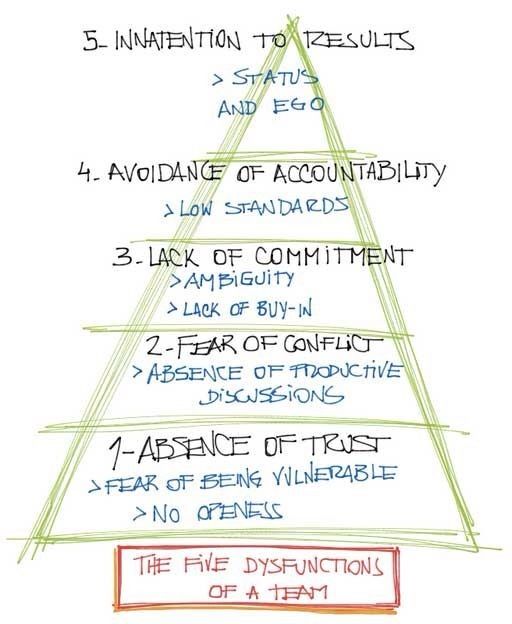 5- INNATENTION TO RESULTS
> STATUS
AND EGO
4- AVOIDANCE OF ACCOUNTABILITY
> LOW STANDARDS
3- LACK OF COMMITMENT
> AMBIGUITY
> LACK OF BUY-IN
2- FEAR OF CONFLICT
> ABSENCE OF PRODUCTIVE
DISCUSSIONS
1- ABSENCE OF TRUST
> FEAR OF BEING VULNERABLE
> NO OPENESS
THE FIVE DYSFUNCTIONS
OF A TEAM